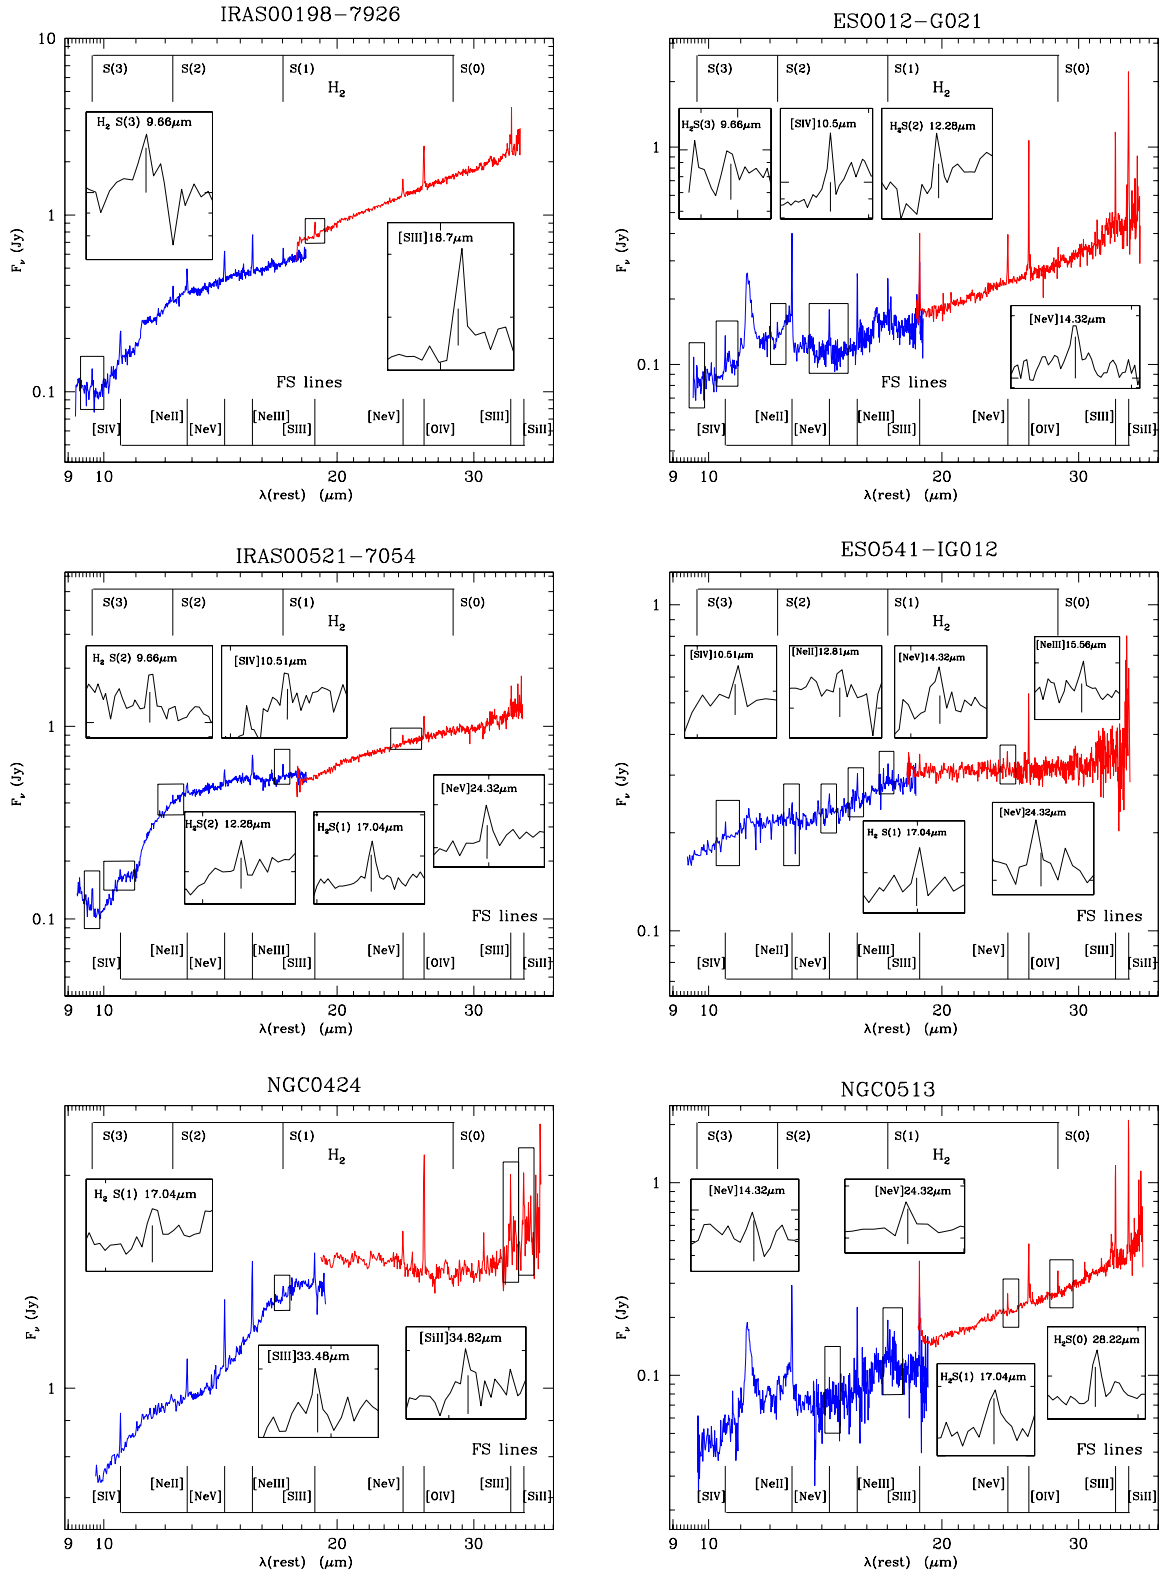 IRAS00198−7926
10
1
0.1
F_ν (Jy)
S(3) S(2) S(1) S(0)
H₂
H₂ S(3) 9.66μm
[SIII]18.7μm
FS lines
[SIV] [NeII] [NeV] [NeIII] [SIII] [NeV] [OIV] [SIII] [SiII]
9 10 20 30
λ(rest) (μm)
ESO012−G021
1
0.1
F_ν (Jy)
S(3) S(2) S(1) S(0)
H₂
H₂S(3) 9.66μm
[SIV]10.5μm
H₂S(2) 12.28μm
[NeV]14.32μm
FS lines
[SIV] [NeII] [NeV] [NeIII] [SIII] [NeV] [OIV] [SIII] [SiII]
9 10 20 30
λ(rest) (μm)
IRAS00521−7054
1
0.1
F_ν (Jy)
S(3) S(2) S(1) S(0)
H₂
H₂ S(2) 9.66μm
[SIV]10.51μm
[NeV]24.32μm
H₂S(2) 12.28μm
H₂S(1) 17.04μm
FS lines
[SIV] [NeII] [NeV] [NeIII] [SIII] [NeV] [OIV] [SIII] [SiII]
9 10 20 30
λ(rest) (μm)
ESO541−IG012
1
0.1
F_ν (Jy)
S(3) S(2) S(1) S(0)
H₂
[SIV]10.51μm
[NeII]12.81μm
[NeV]14.32μm
[NeIII]15.56μm
H₂ S(1) 17.04μm
[NeV]24.32μm
FS lines
[SIV] [NeII] [NeV] [NeIII] [SIII] [NeV] [OIV] [SIII] [SiII]
9 10 20 30
λ(rest) (μm)
NGC0424
1
F_ν (Jy)
S(3) S(2) S(1) S(0)
H₂
H₂ S(1) 17.04μm
[SIII]33.48μm
[SiII]34.82μm
FS lines
[SIV] [NeII] [NeV] [NeIII] [SIII] [NeV] [OIV] [SIII] [SiII]
9 10 20 30
λ(rest) (μm)
NGC0513
1
0.1
F_ν (Jy)
S(3) S(2) S(1) S(0)
H₂
[NeV]14.32μm
[NeV]24.32μm
H₂S(0) 28.22μm
H₂S(1) 17.04μm
FS lines
[SIV] [NeII] [NeV] [NeIII] [SIII] [NeV] [OIV] [SIII] [SiII]
9 10 20 30
λ(rest) (μm)